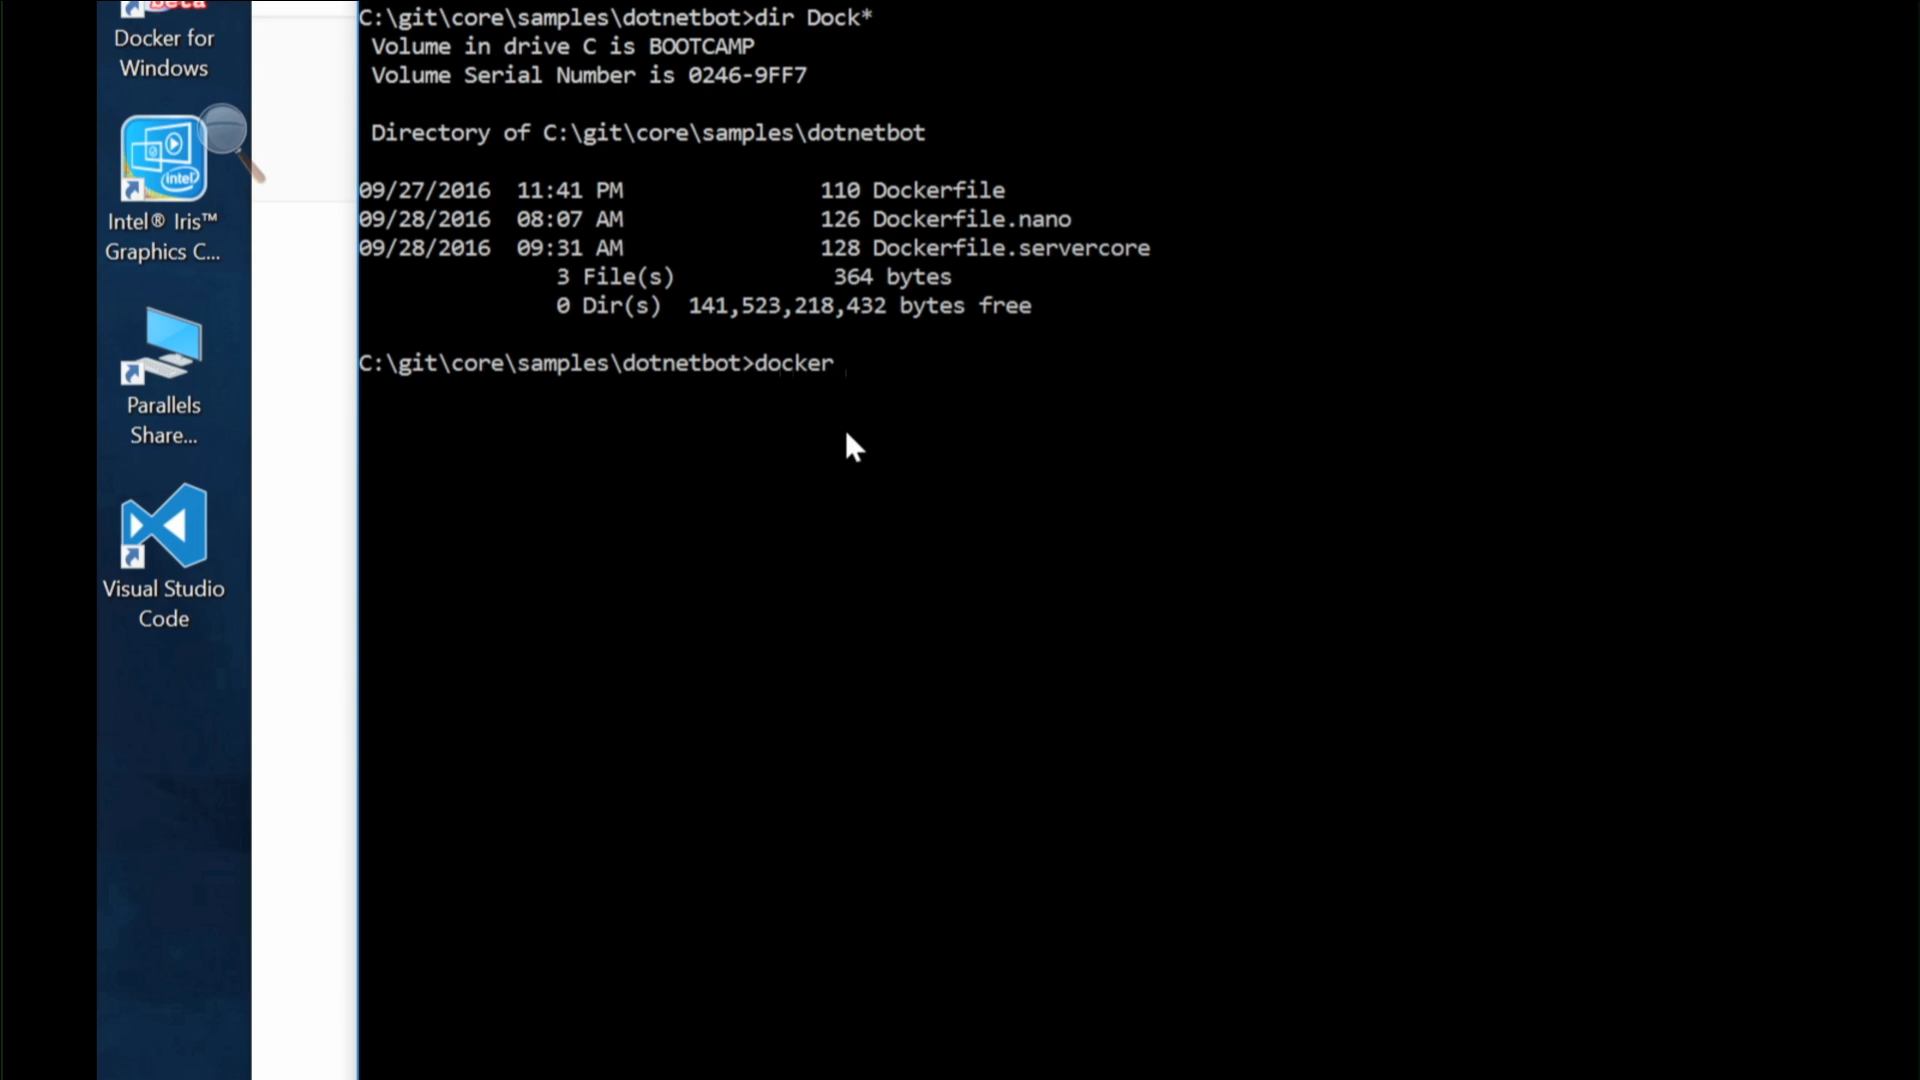 Beta
Docker for
Windows
intel
Intel® Iris™
Graphics C...
Parallels
Share...
Visual Studio
Code
C:\git\core\samples\dotnetbot>dir Dock*
Volume in drive C is BOOTCAMP
Volume Serial Number is 0246-9FF7
Directory of C:\git\core\samples\dotnetbot
09/27/2016 11:41 PM 110 Dockerfile
09/28/2016 08:07 AM 126 Dockerfile.nano
09/28/2016 09:31 AM 128 Dockerfile.servercore
3 File(s) 364 bytes
0 Dir(s) 141,523,218,432 bytes free
C:\git\core\samples\dotnetbot>docker